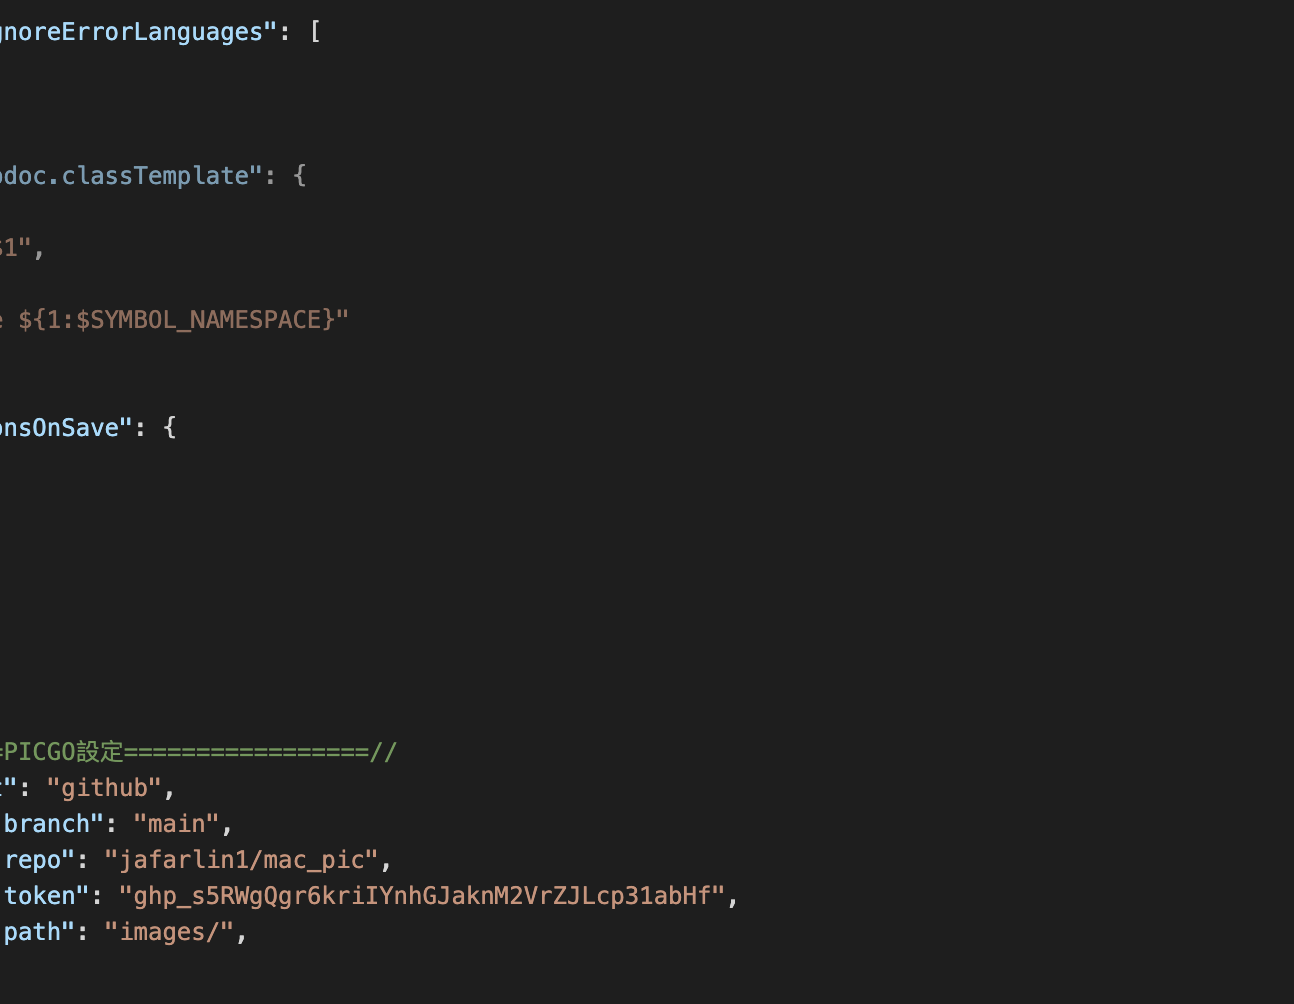 gnoreErrorLanguages": [
odoc.classTemplate": {
$1",
e ${1:$SYMBOL_NAMESPACE}"
onsOnSave": {
=PICGO設定=================//
t": "github",
branch": "main",
repo": "jafarlin1/mac_pic",
token": "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",
path": "images/",